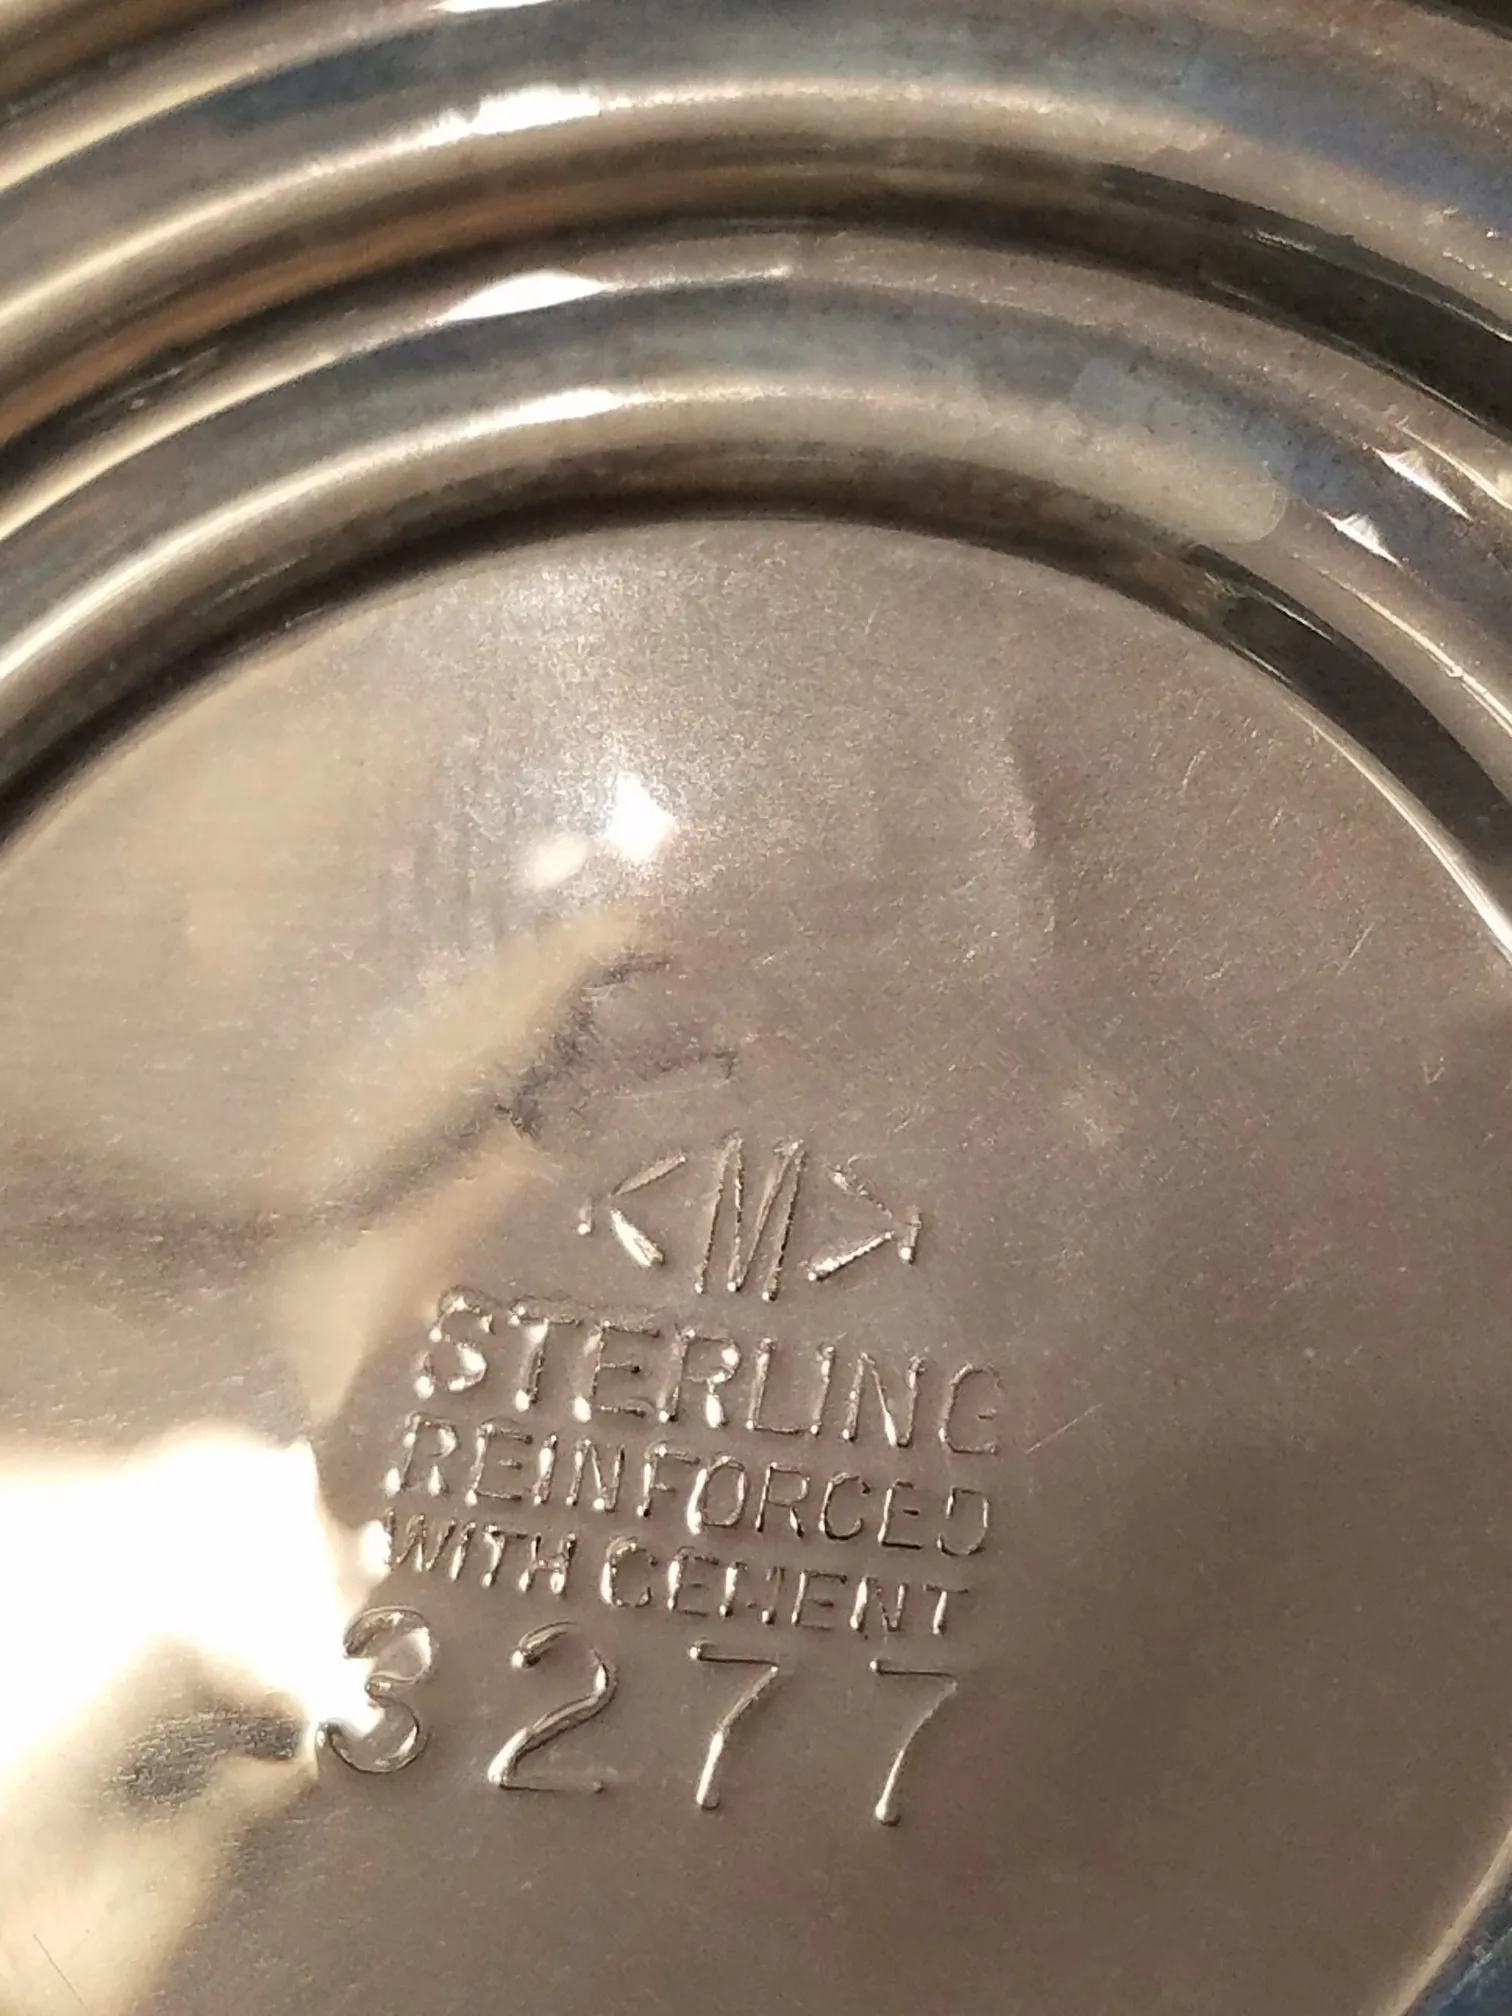 <M>
STERLING
REINFORCED
WITH CEMENT
3277